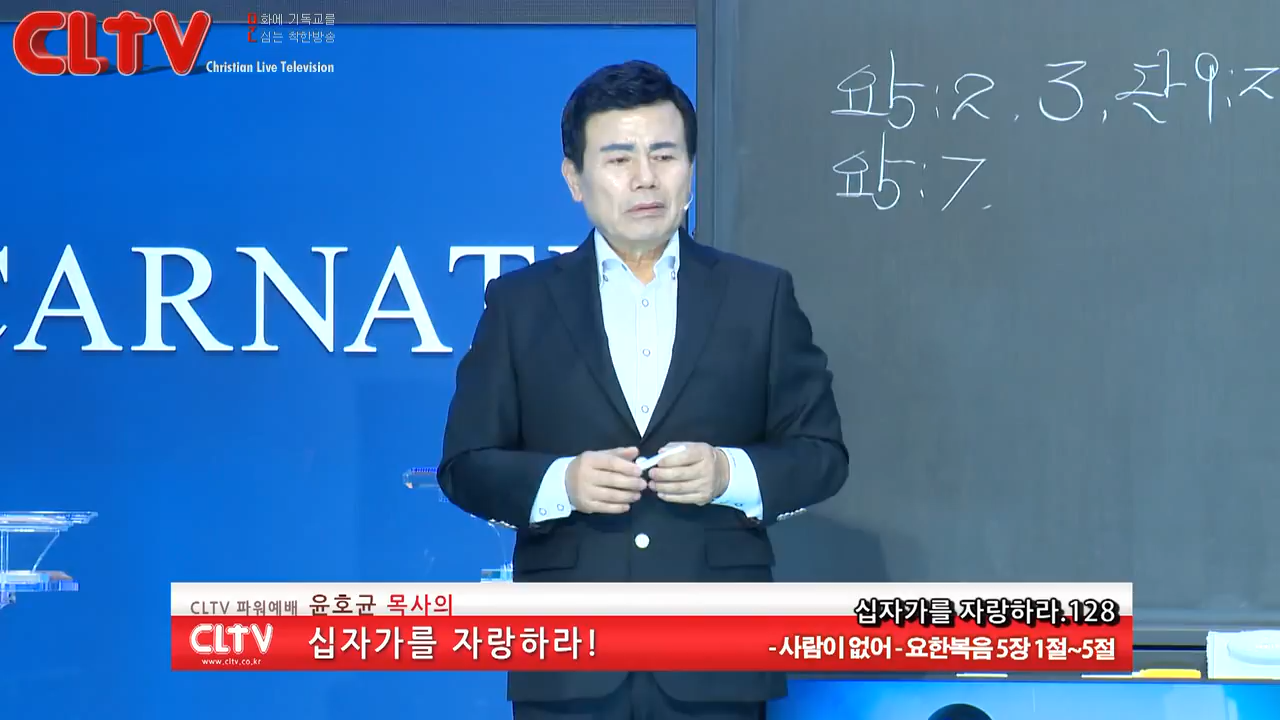 CLTV
문화에 기독교를
심는 착한방송
Christian Live Television
요5:2, 3, 잠9:2
요5:7.
CARNAT
CLTV 파워예배 윤호균 목사의
십자가를 자랑하라.128
CLTV
www.cltv.co.kr
십자가를 자랑하라!
- 사람이 없어 - 요한복음 5장 1절~5절